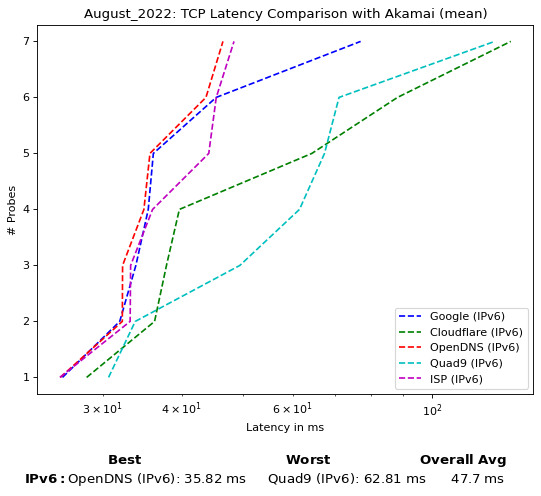 August_2022: TCP Latency Comparison with Akamai (mean)
# Probes
7
6
5
4
3
2
1
Google (IPv6)
Cloudflare (IPv6)
OpenDNS (IPv6)
Quad9 (IPv6)
ISP (IPv6)
3 × 10¹ 4 × 10¹ 6 × 10¹ 10²
Latency in ms
Best Worst Overall Avg
IPv6: OpenDNS (IPv6): 35.82 ms Quad9 (IPv6): 62.81 ms 47.7 ms